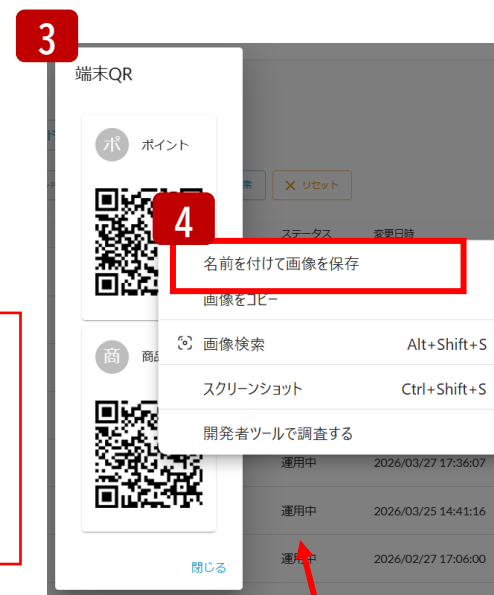 3
端末QR
ポ ポイント
リセット
4
ステータス 変更日時
名前を付けて画像を保存
画像をコピー
画像検索 Alt+Shift+S
商
スクリーンショット Ctrl+Shift+S
開発者ツールで調査する
運用中 2026/03/27 17:36:07
運用中 2026/03/25 14:41:16
運用中 2026/02/27 17:06:00
閉じる